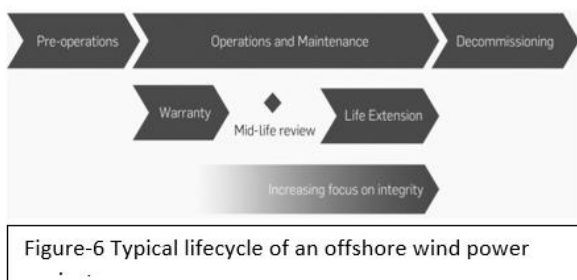 Pre-operations
Operations and Maintenance
Decommissioning
Warranty
Mid-life review
Life Extension
Increasing focus on integrity
Figure-6 Typical lifecycle of an offshore wind power